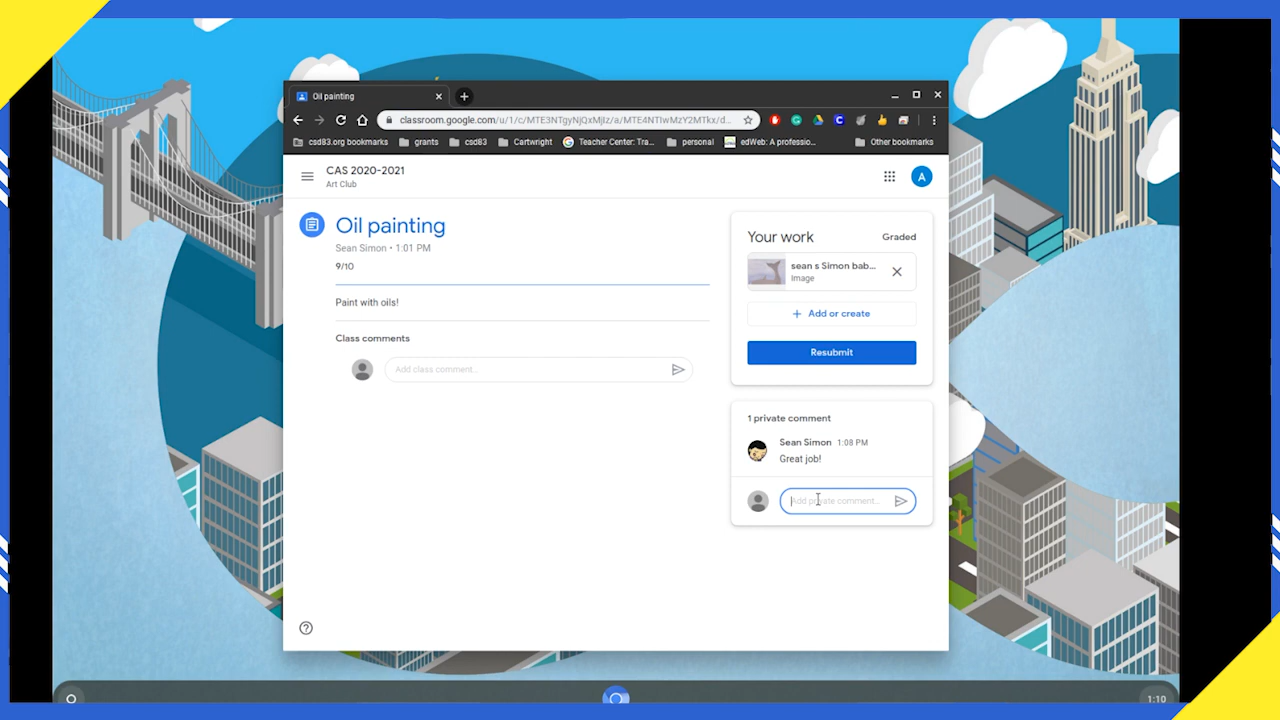 Oil painting
classroom.google.com/u/1/c/MTE3NTgyNjQxMjIz/a/MTE4NTIwMzY2MTkx/d...
csd83.org bookmarks grants csd83 Cartwright Teacher Center: Tra... personal edWeb: A professio... Other bookmarks
CAS 2020-2021
Art Club
A
Oil painting
Sean Simon • 1:01 PM
9/10
Paint with oils!
Class comments
Add class comment...
Your work Graded
sean s Simon bab...
Image
+ Add or create
Resubmit
1 private comment
Sean Simon 1:08 PM
Great job!
Add private comment...
1:10